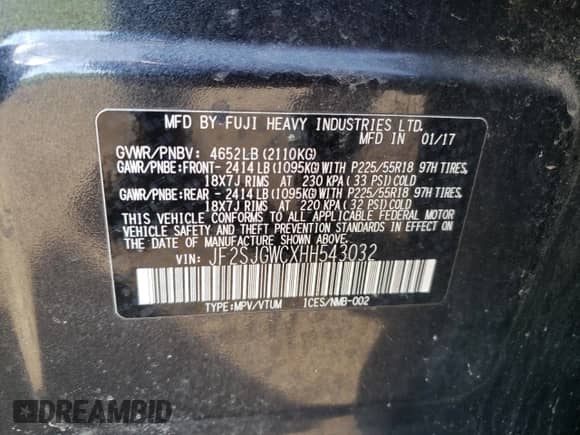 MFD BY FUJI HEAVY INDUSTRIES LTD.
MFD IN 01/17
GVWR/PNBV: 4652LB(2110KG)
GAWR/PNBE:FRONT- 2414LB(1095KG)WITH P225/55R18 97H TIRES,
18X7J RIMS AT 230 KPA( 33 PSI)COLD
GAWR/PNBE:REAR - 2414LB(1095KG)WITH P225/55R18 97H TIRES,
18X7J RIMS AT 220 KPA( 32 PSI)COLD
THIS VEHICLE CONFORMS TO ALL APPLICABLE FEDERAL MOTOR
VEHICLE SAFETY AND THEFT PREVENTION STANDARDS IN EFFECT ON
THE DATE OF MANUFACTURE SHOWN ABOVE.
VIN: JF2SJGWCXHH543032
TYPE:MPV/VTUM ICES/NMB-002
DREAMBID